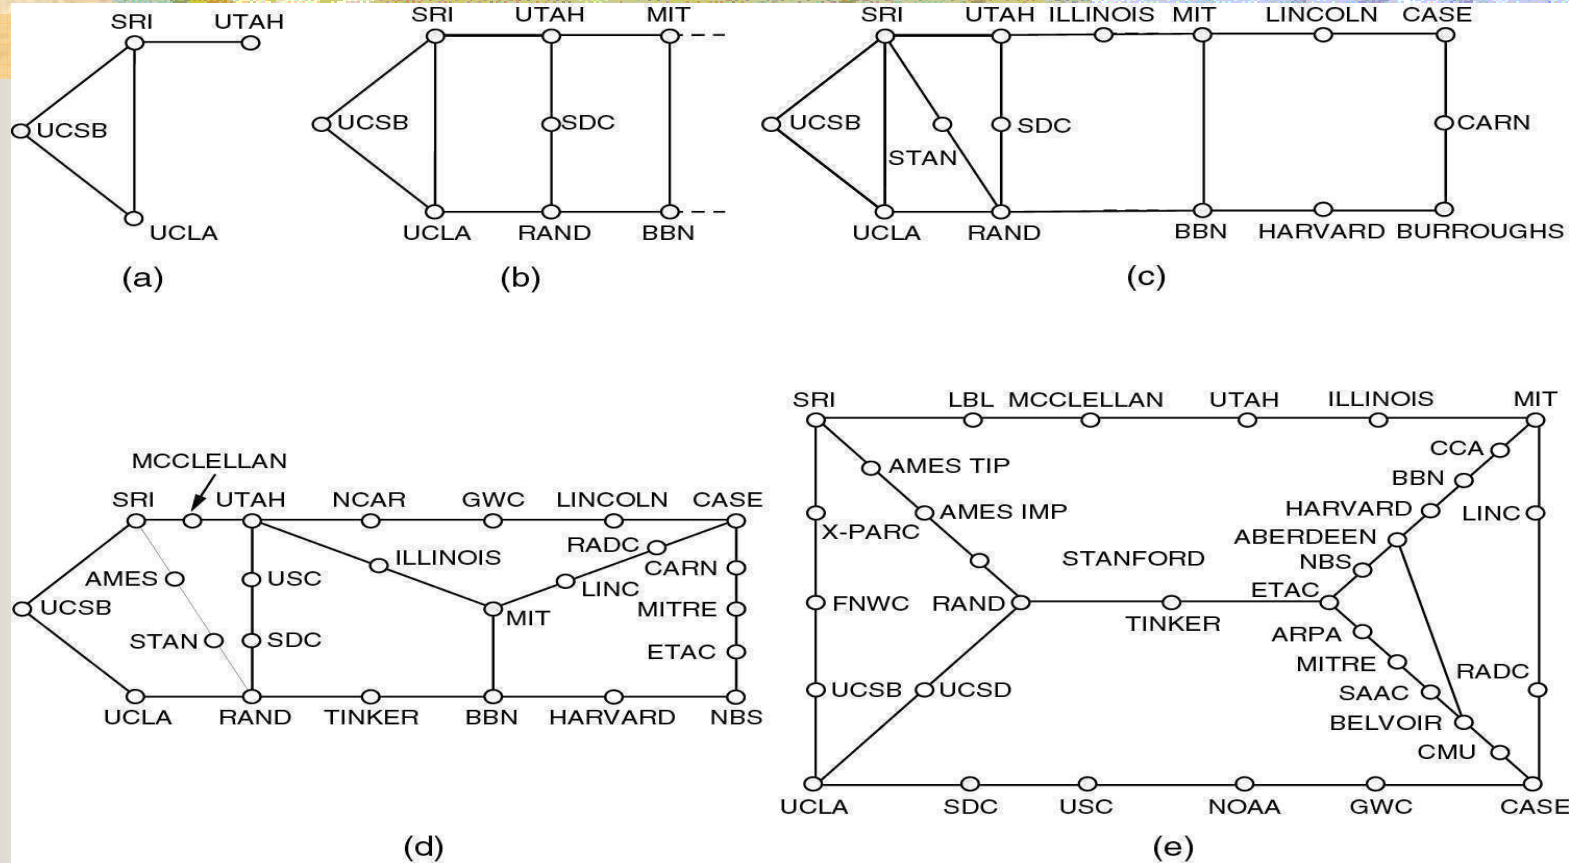 SRI UTAH
UCSB
UCLA
(a)
SRI UTAH MIT
UCSB SDC
UCLA RAND BBN
(b)
SRI UTAH ILLINOIS MIT LINCOLN CASE
UCSB SDC CARN
STAN
UCLA RAND BBN HARVARD BURROUGHS
(c)
MCCLELLAN
SRI UTAH NCAR GWC LINCOLN CASE
RADC
ILLINOIS
CARN
AMES USC
LINC
UCSB MIT MITRE
STAN SDC
ETAC
UCLA RAND TINKER BBN HARVARD NBS
(d)
SRI LBL MCCLELLAN UTAH ILLINOIS MIT
CCA
AMES TIP
BBN
AMES IMP HARVARD LINC
X-PARC ABERDEEN
STANFORD NBS
ETAC
FNWC RAND
TINKER ARPA
MITRE
RADC
UCSB UCSD SAAC
BELVOIR
CMU
UCLA SDC USC NOAA GWC CASE
(e)